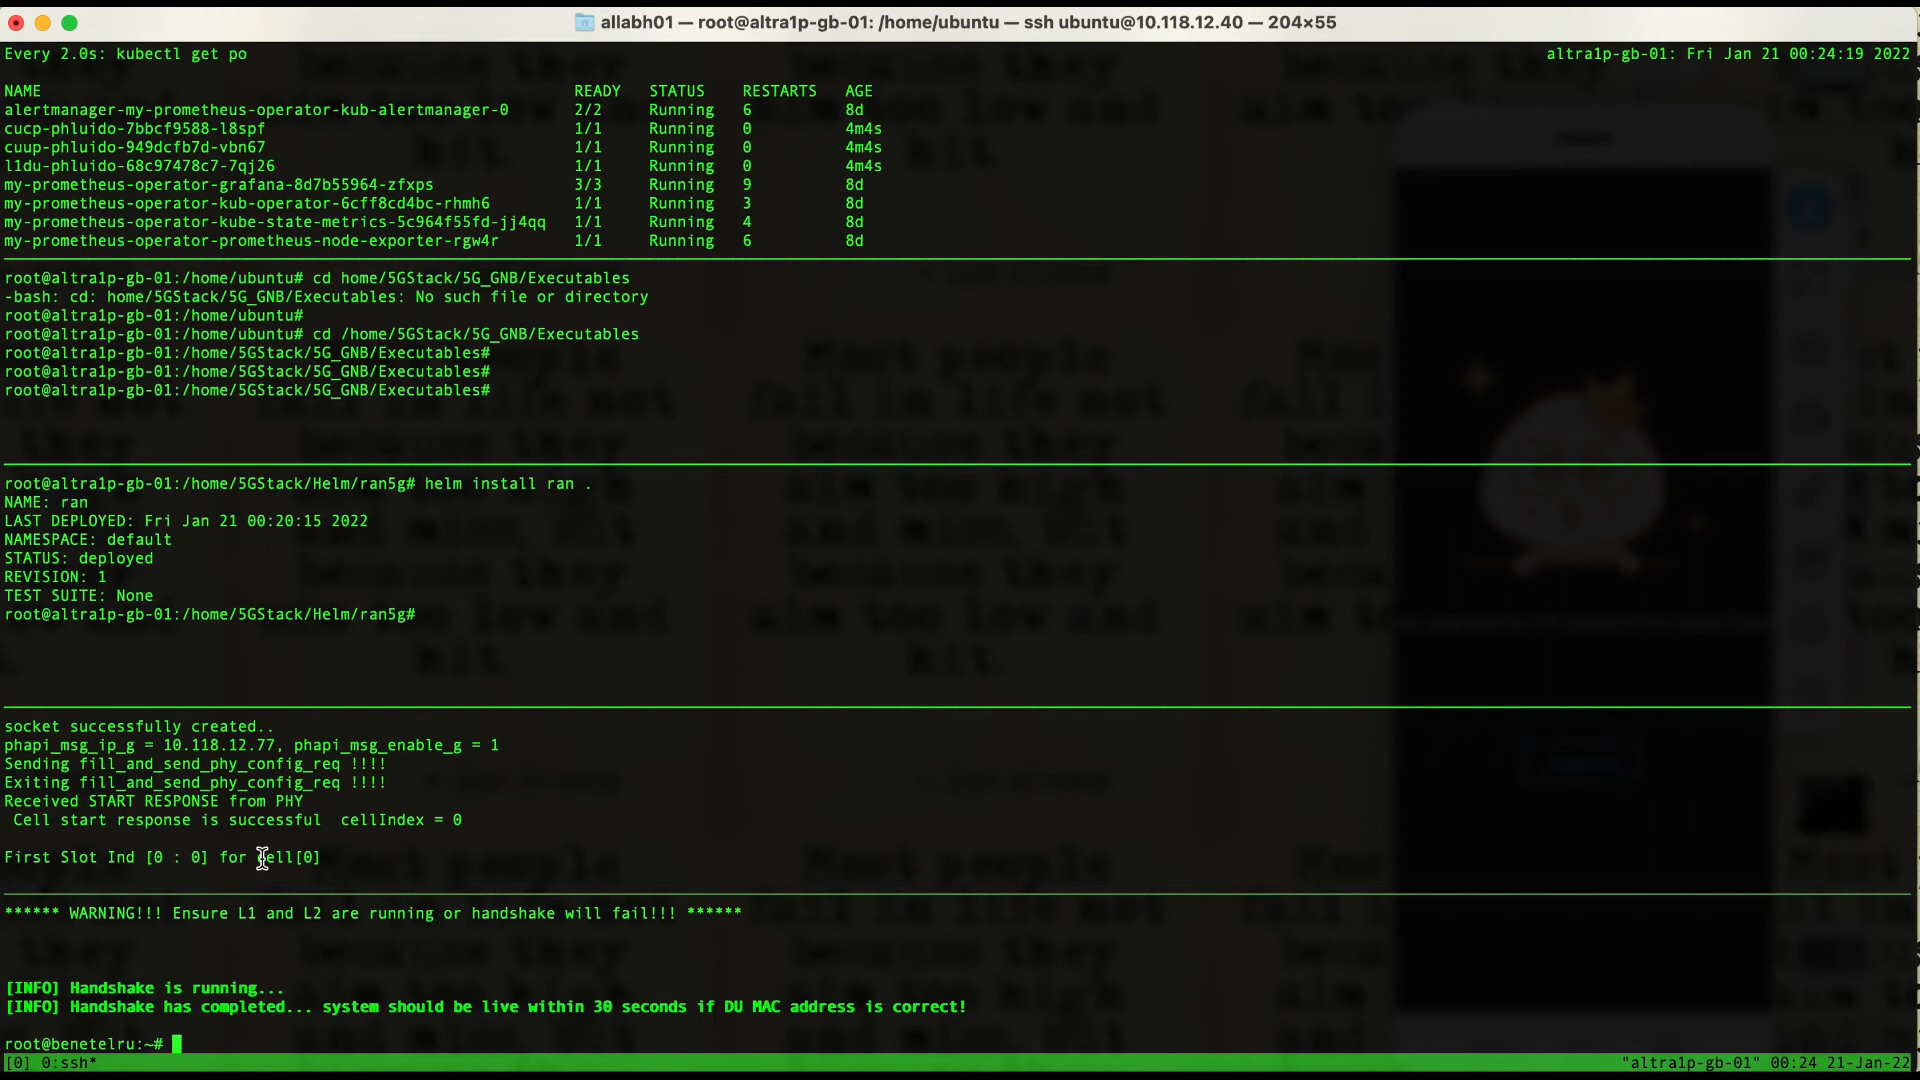 allabh01 — root@altra1p-gb-01: /home/ubuntu — ssh ubuntu@10.118.12.40 — 204×55
Every 2.0s: kubectl get po altra1p-gb-01: Fri Jan 21 00:24:19 2022
NAME READY STATUS RESTARTS AGE
alertmanager-my-prometheus-operator-kub-alertmanager-0 2/2 Running 6 8d
cucp-phluido-7bbcf9588-l8spf 1/1 Running 0 4m4s
cuup-phluido-949dcfb7d-vbn67 1/1 Running 0 4m4s
l1du-phluido-68c97478c7-7qj26 1/1 Running 0 4m4s
my-prometheus-operator-grafana-8d7b55964-zfxps 3/3 Running 9 8d
my-prometheus-operator-kub-operator-6cff8cd4bc-rhmh6 1/1 Running 3 8d
my-prometheus-operator-kube-state-metrics-5c964f55fd-jj4qq 1/1 Running 4 8d
my-prometheus-operator-prometheus-node-exporter-rgw4r 1/1 Running 6 8d
root@altra1p-gb-01:/home/ubuntu# cd home/5GStack/5G_GNB/Executables
-bash: cd: home/5GStack/5G_GNB/Executables: No such file or directory
root@altra1p-gb-01:/home/ubuntu#
root@altra1p-gb-01:/home/ubuntu# cd /home/5GStack/5G_GNB/Executables
root@altra1p-gb-01:/home/5GStack/5G_GNB/Executables#
root@altra1p-gb-01:/home/5GStack/5G_GNB/Executables#
root@altra1p-gb-01:/home/5GStack/5G_GNB/Executables#
root@altra1p-gb-01:/home/5GStack/Helm/ran5g# helm install ran .
NAME: ran
LAST DEPLOYED: Fri Jan 21 00:20:15 2022
NAMESPACE: default
STATUS: deployed
REVISION: 1
TEST SUITE: None
root@altra1p-gb-01:/home/5GStack/Helm/ran5g#
socket successfully created..
phapi_msg_ip_g = 10.118.12.77, phapi_msg_enable_g = 1
Sending fill_and_send_phy_config_req !!!!
Exiting fill_and_send_phy_config_req !!!!
Received START RESPONSE from PHY
Cell start response is successful cellIndex = 0
First Slot Ind [0 : 0] for cell[0]
****** WARNING!!! Ensure L1 and L2 are running or handshake will fail!!! ******
[INFO] Handshake is running...
[INFO] Handshake has completed... system should be live within 30 seconds if DU MAC address is correct!
root@benetelru:~#
[0] 0:ssh* "altra1p-gb-01" 00:24 21-Jan-22